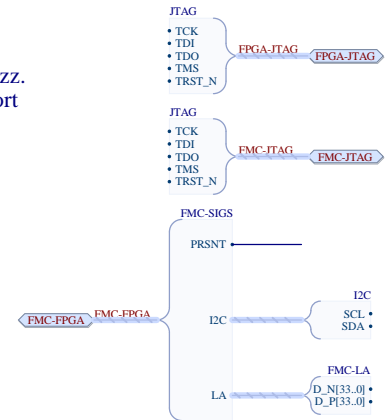 JTAG
TCK
TDI
TDO
TMS
TRST_N
FPGA-JTAG
FPGA-JTAG
zz.
ort
JTAG
TCK
TDI
TDO
TMS
TRST_N
FMC-JTAG
FMC-JTAG
FMC-SIGS
PRSNT
I2C
LA
FMC-FPGA
FMC-FPGA
I2C
SCL
SDA
FMC-LA
D_N[33..0]
D_P[33..0]